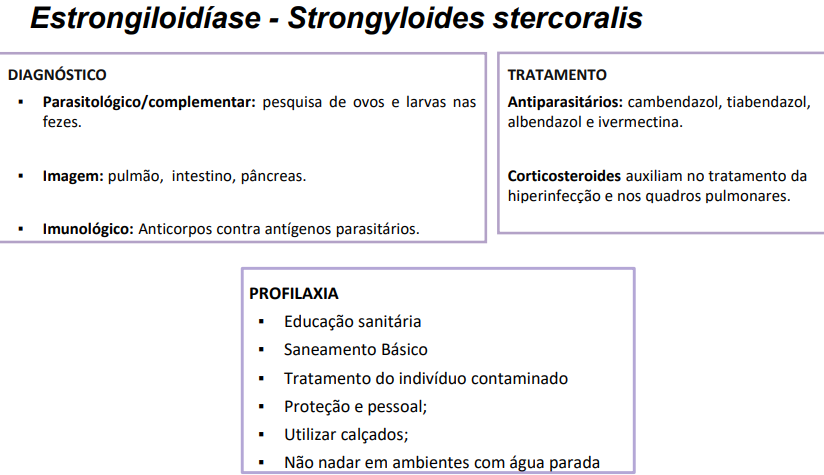 Estrongiloidíase - Strongyloides stercoralis
DIAGNÓSTICO
▪ Parasitológico/complementar: pesquisa de ovos e larvas nas
fezes.
▪ Imagem: pulmão, intestino, pâncreas.
▪ Imunológico: Anticorpos contra antígenos parasitários.
TRATAMENTO
Antiparasitários: cambendazol, tiabendazol,
albendazol e ivermectina.
Corticosteroides auxiliam no tratamento da
hiperinfecção e nos quadros pulmonares.
PROFILAXIA
▪ Educação sanitária
▪ Saneamento Básico
▪ Tratamento do indivíduo contaminado
▪ Proteção e pessoal;
▪ Utilizar calçados;
▪ Não nadar em ambientes com água parada